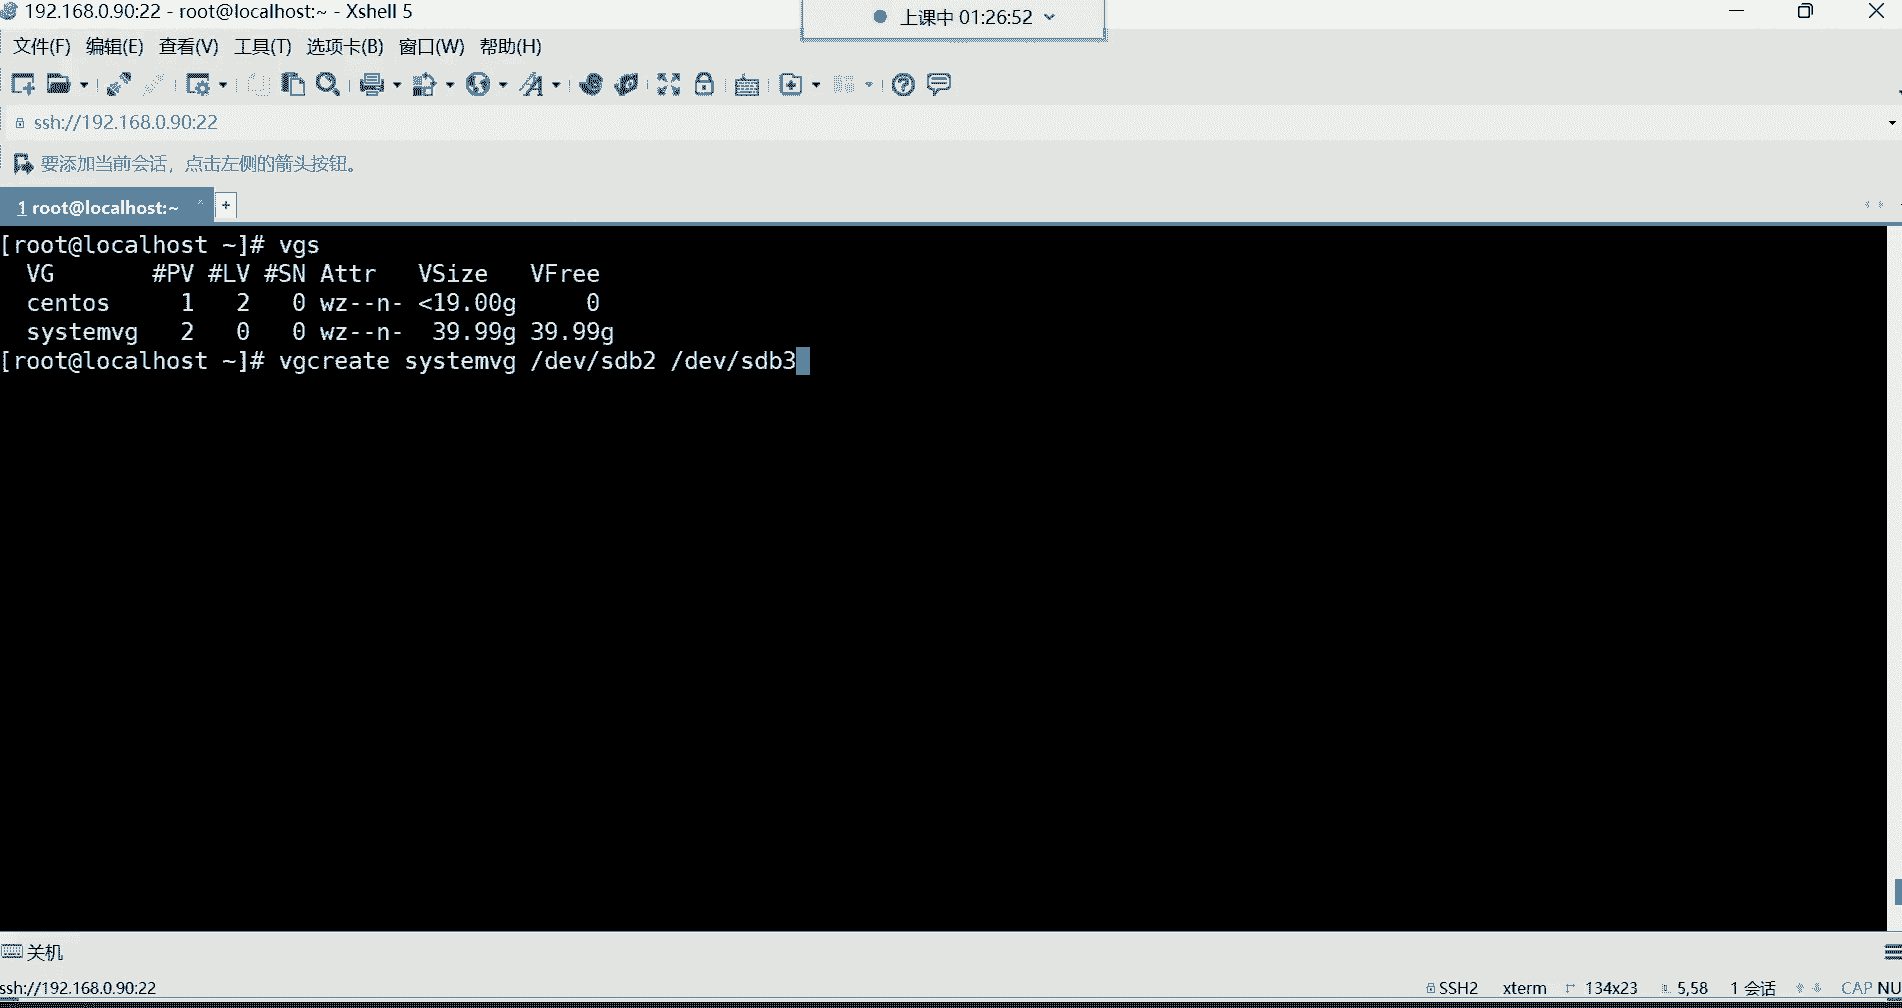 192.168.0.90:22 - root@localhost:~ - Xshell 5
上课中 01:26:52
文件(F) 编辑(E) 查看(V) 工具(T) 选项卡(B) 窗口(W) 帮助(H)
ssh://192.168.0.90:22
要添加当前会话，点击左侧的箭头按钮。
1 root@localhost:~
[root@localhost ~]# vgs
VG #PV #LV #SN Attr VSize VFree
centos 1 2 0 wz--n- <19.00g 0
systemvg 2 0 0 wz--n- 39.99g 39.99g
[root@localhost ~]# vgcreate systemvg /dev/sdb2 /dev/sdb3
关机
ssh://192.168.0.90:22 SSH2 xterm 134x23 5,58 1 会话 CAP NU